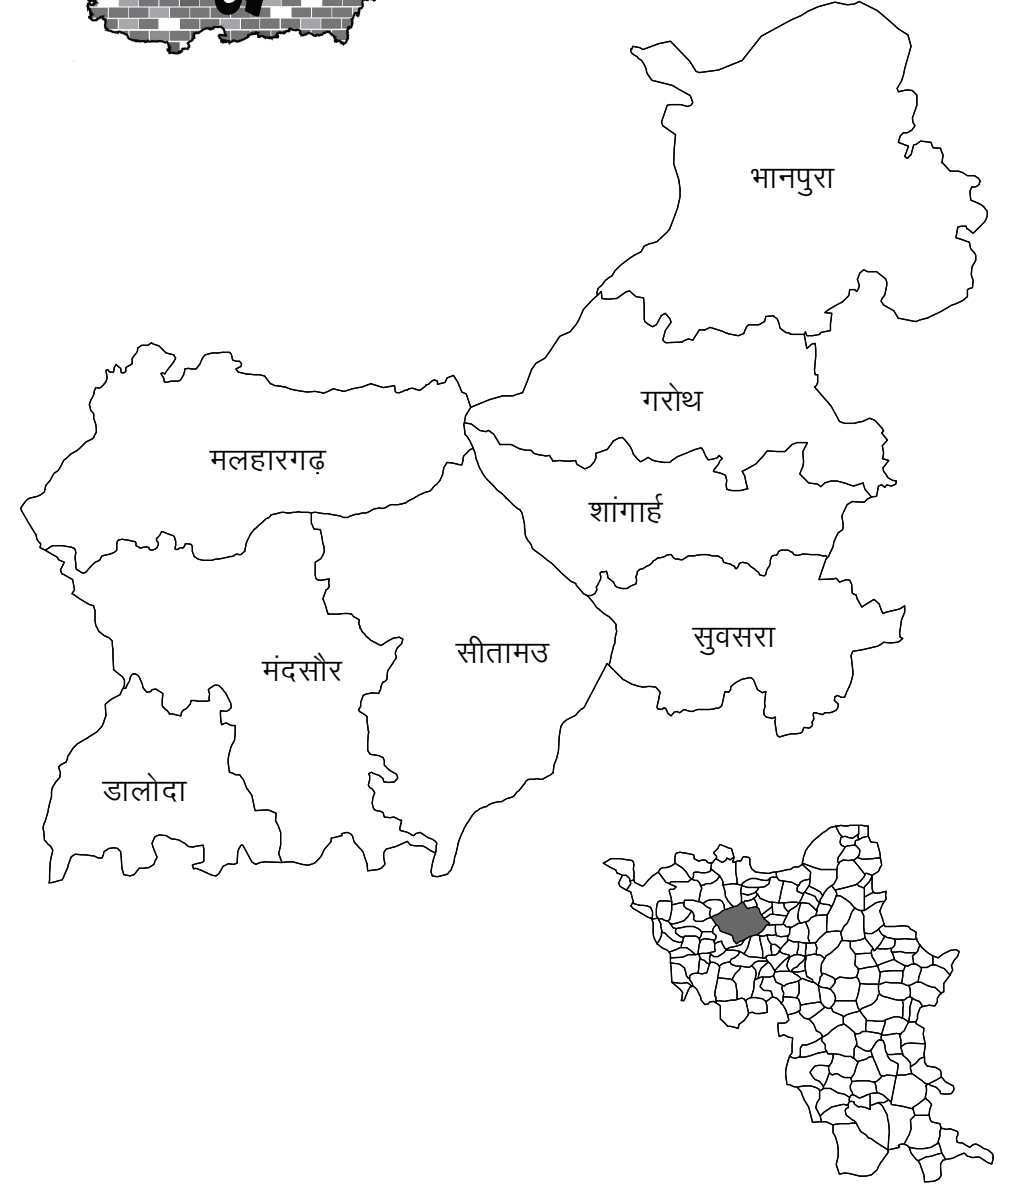 भानपुरा
गरोथ
मलहारगढ़
शांगार्ह
सुवसरा
सीतामउ
मंदसौर
डालोदा